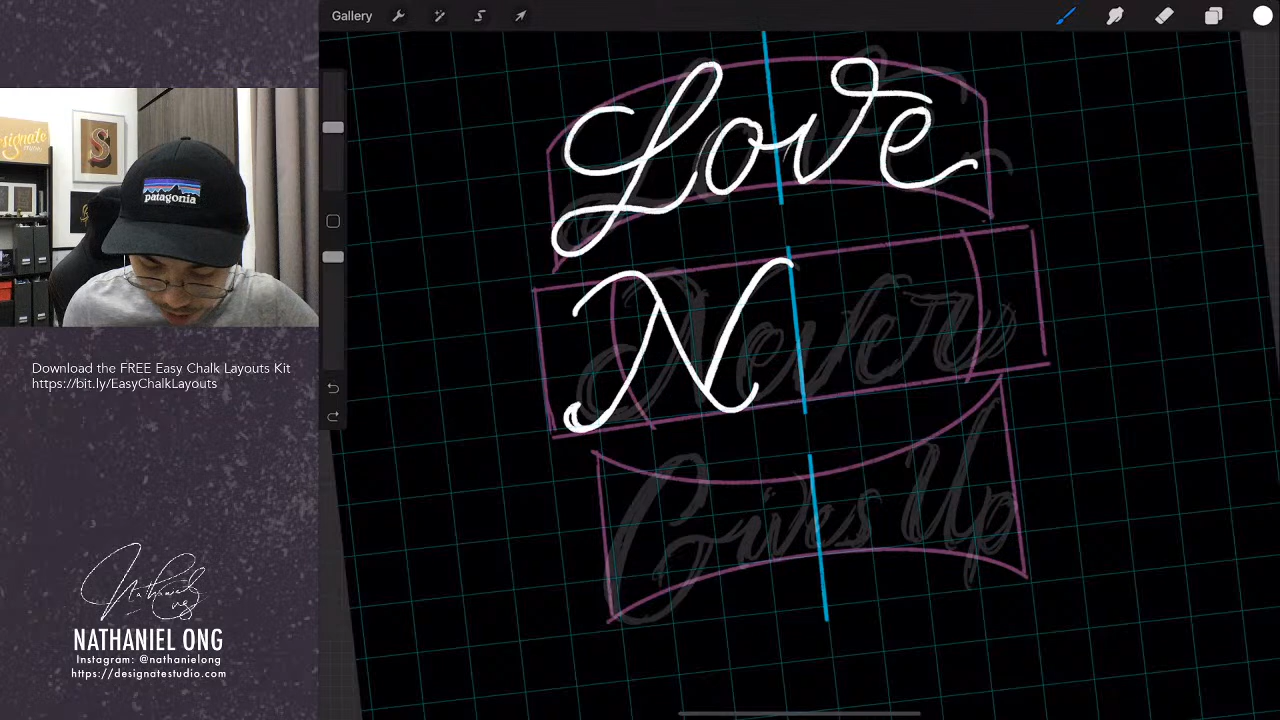 Gallery
Love
N
Never
Gives Up
signate
S
patagonia
Download the FREE Easy Chalk Layouts Kit
https://bit.ly/EasyChalkLayouts
NATHANIEL ONG
Instagram: @nathanielong
https://designatestudio.com